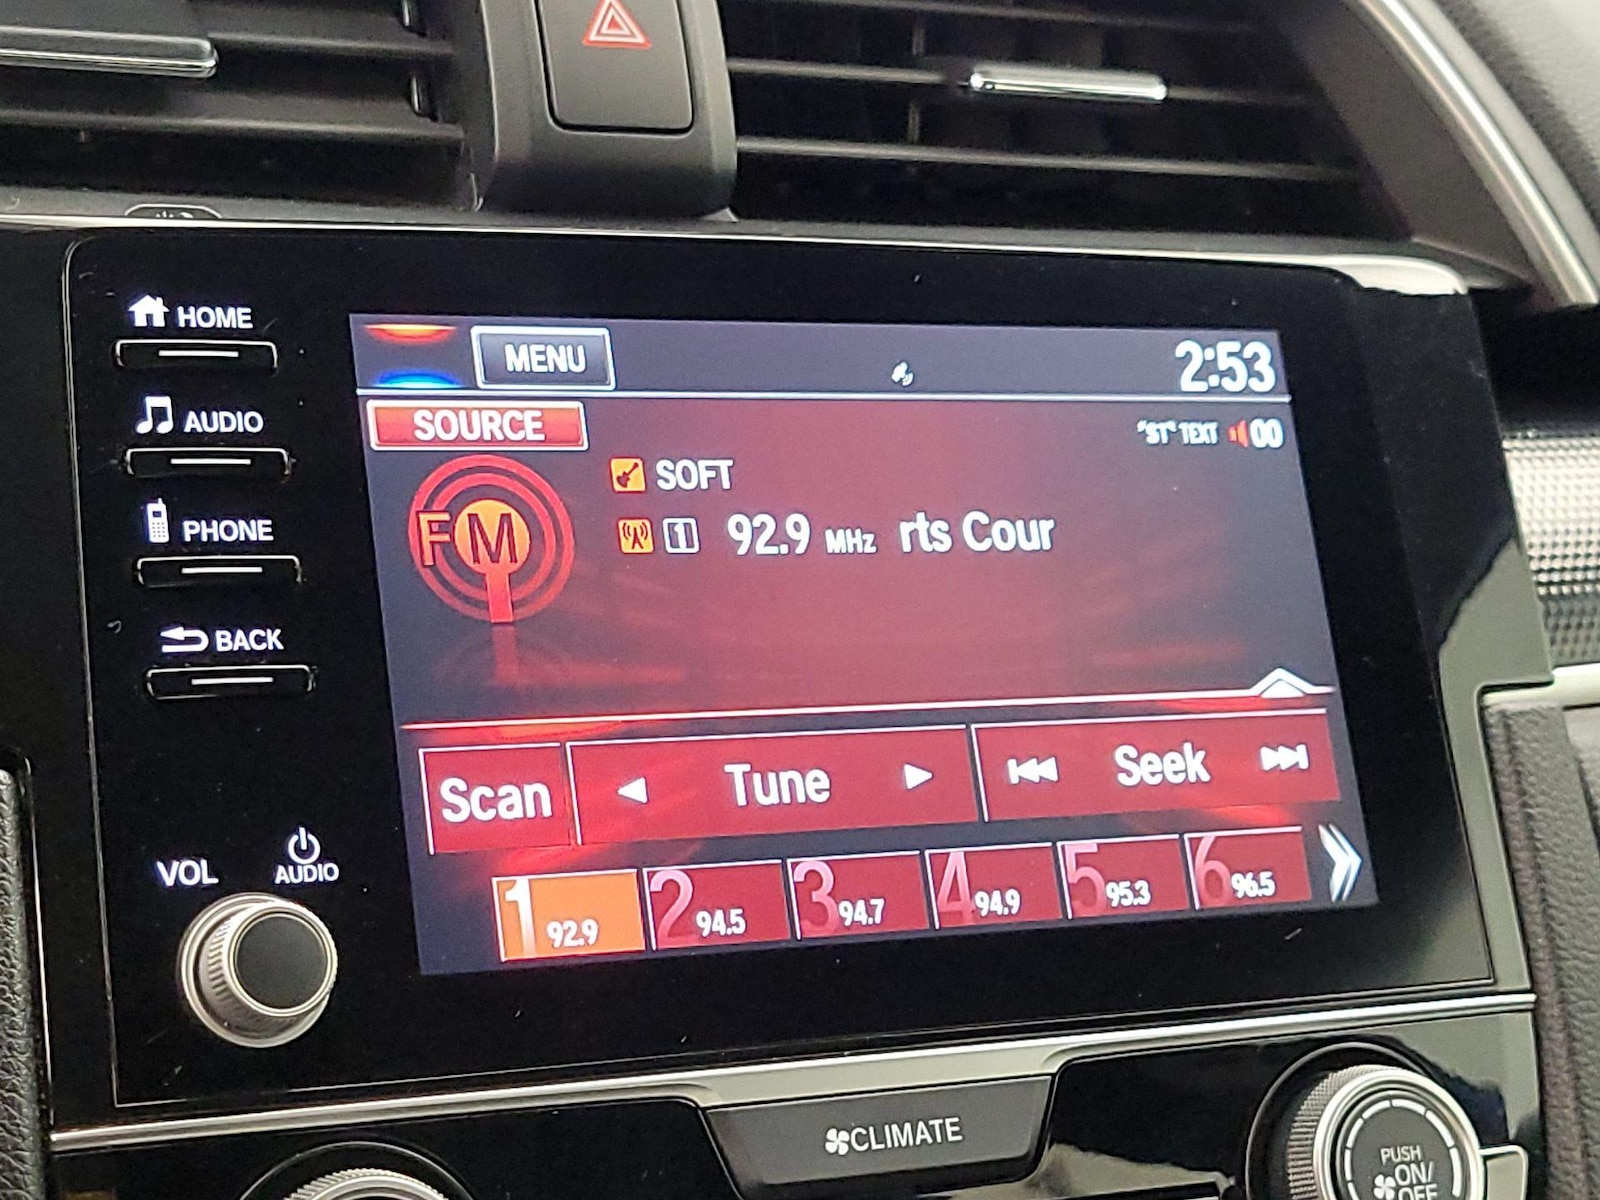 HOME
AUDIO
PHONE
BACK
VOL
AUDIO
MENU
2:53
SOURCE
"ST" TEXT 00
FM
SOFT
1 92.9 MHz rts Cour
Scan
Tune
Seek
1 92.9
2 94.5
3 94.7
4 94.9
5 95.3
6 96.5
CLIMATE
PUSH
ON/
OFF